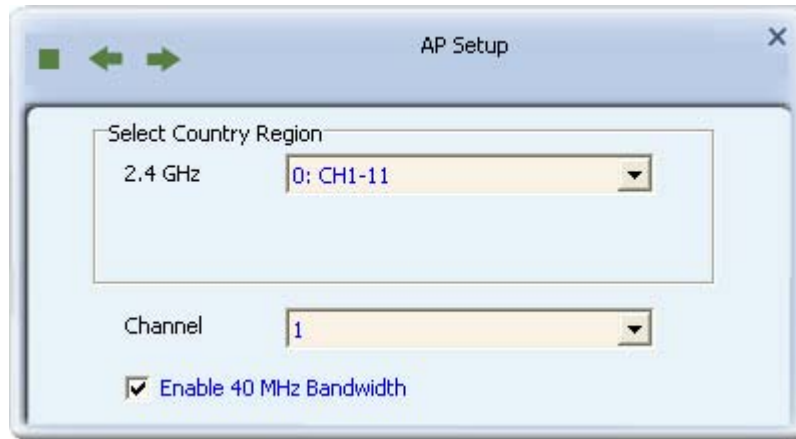 AP Setup
Select Country Region
2.4 GHz 0: CH1-11
Channel 1
Enable 40 MHz Bandwidth